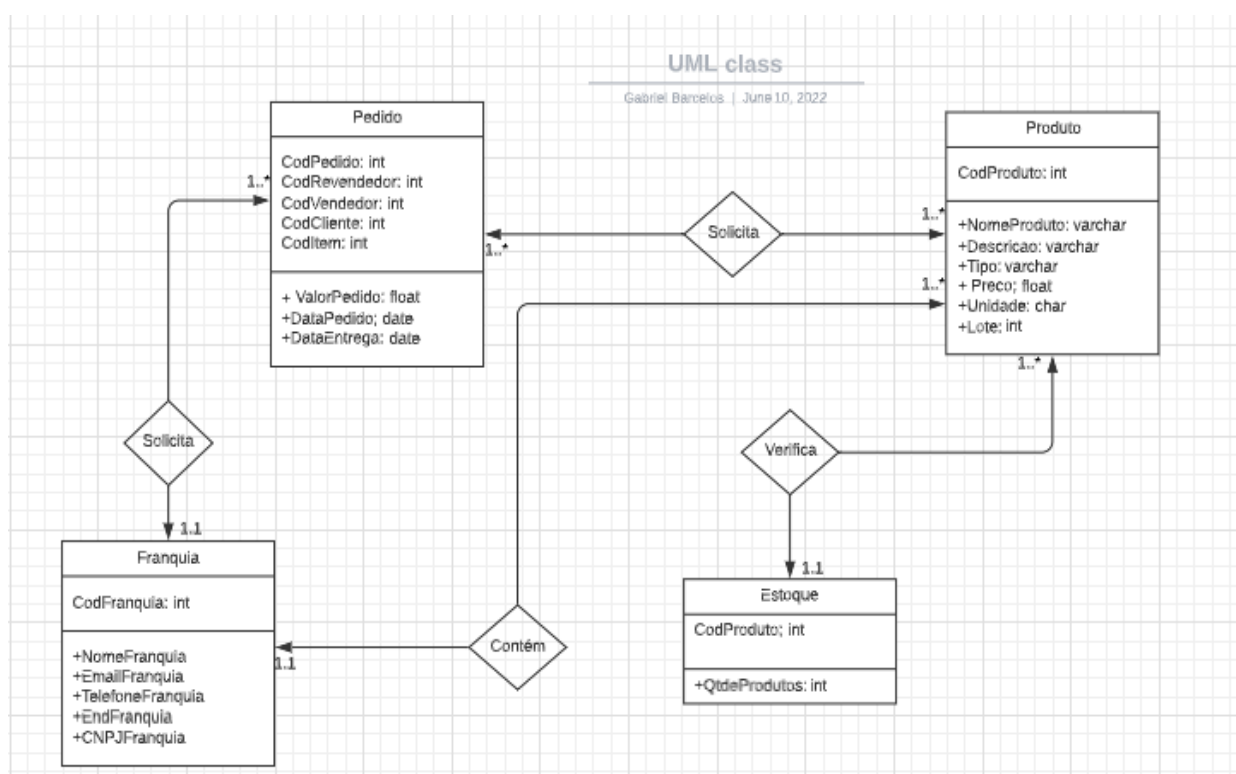 UML class
Gabriel Barcelos | June 10, 2022
Pedido
CodPedido: int
CodRevendedor: int
CodVendedor: int
CodCliente: int
CodItem: int
+ ValorPedido: float
+DataPedido; date
+DataEntrega: date
1..*
1..*
Solicita
Produto
CodProduto: int
+NomeProduto: varchar
+Descricao: varchar
+Tipo: varchar
+ Preco; float
+Unidade: char
+Lote: int
1..*
1..*
1..*
Solicita
1.1
Franquia
CodFranquia: int
+NomeFranquia
+EmailFranquia
+TelefoneFranquia
+EndFranquia
+CNPJFranquia
1.1
Contém
Verifica
1.1
Estoque
CodProduto; int
+QtdeProdutos: int